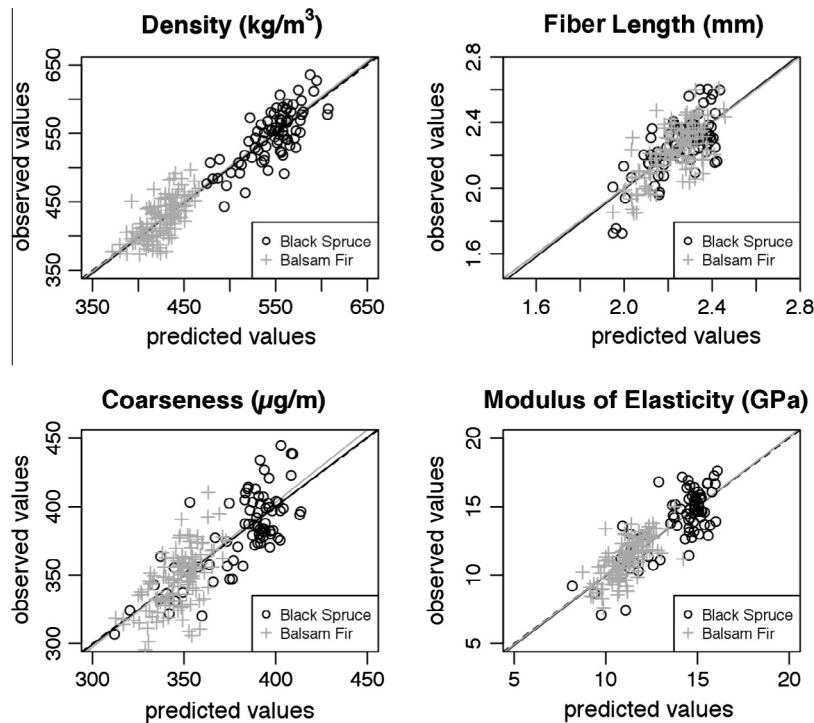 Density (kg/m³)
observed values
650
550
450
350
Black Spruce
Balsam Fir
350 450 550 650
predicted values
Fiber Length (mm)
observed values
2.8
2.4
2.0
1.6
Black Spruce
Balsam Fir
1.6 2.0 2.4 2.8
predicted values
Coarseness (µg/m)
observed values
450
400
350
300
Black Spruce
Balsam Fir
300 350 400 450
predicted values
Modulus of Elasticity (GPa)
observed values
20
15
10
5
Black Spruce
Balsam Fir
5 10 15 20
predicted values